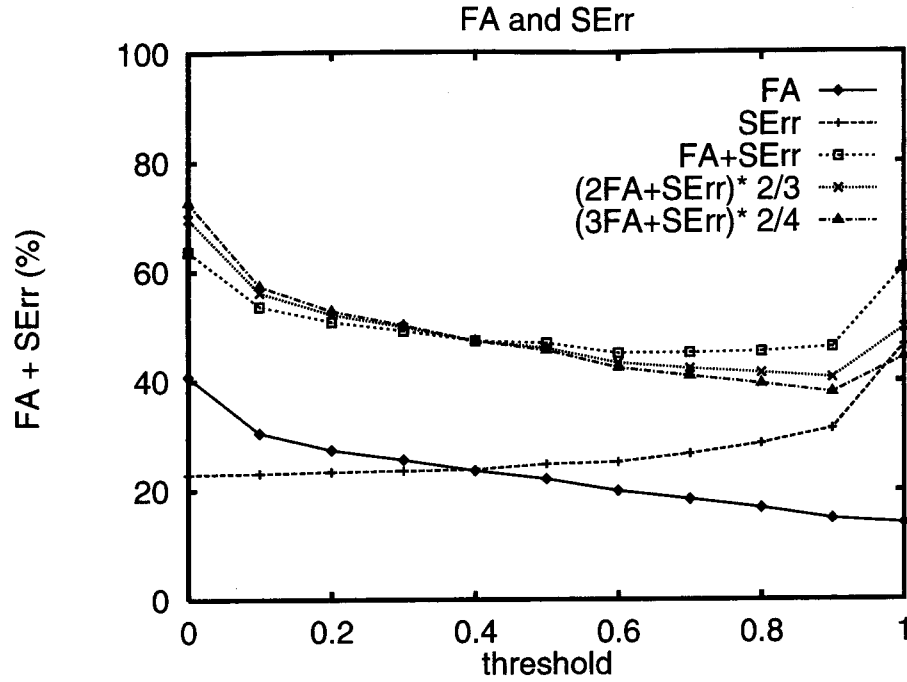 FA and SErr
100
80
60
40
20
0
FA + SErr (%)
FA
SErr
FA+SErr
(2FA+SErr)* 2/3
(3FA+SErr)* 2/4
0 0.2 0.4 0.6 0.8 1
threshold